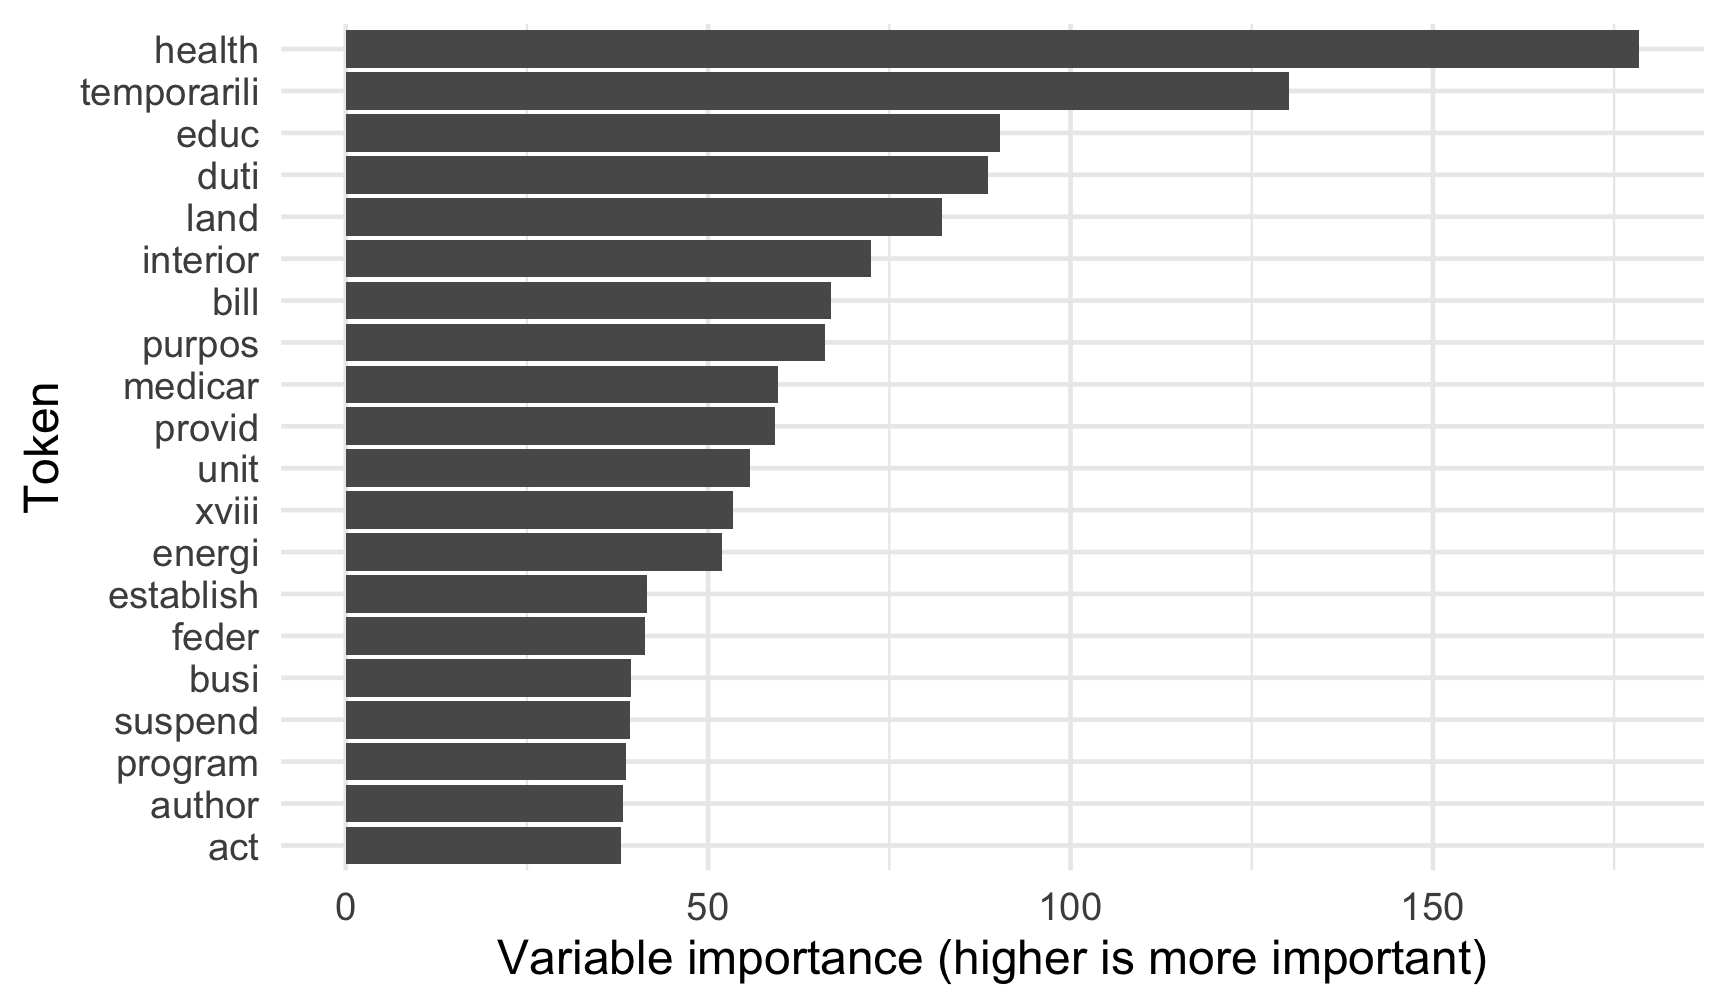 health
temporarili
educ
duti
land
interior
bill
purpos
medicar
provid
unit
xviii
energi
establish
feder
busi
suspend
program
author
act
Token
0 50 100 150
Variable importance (higher is more important)